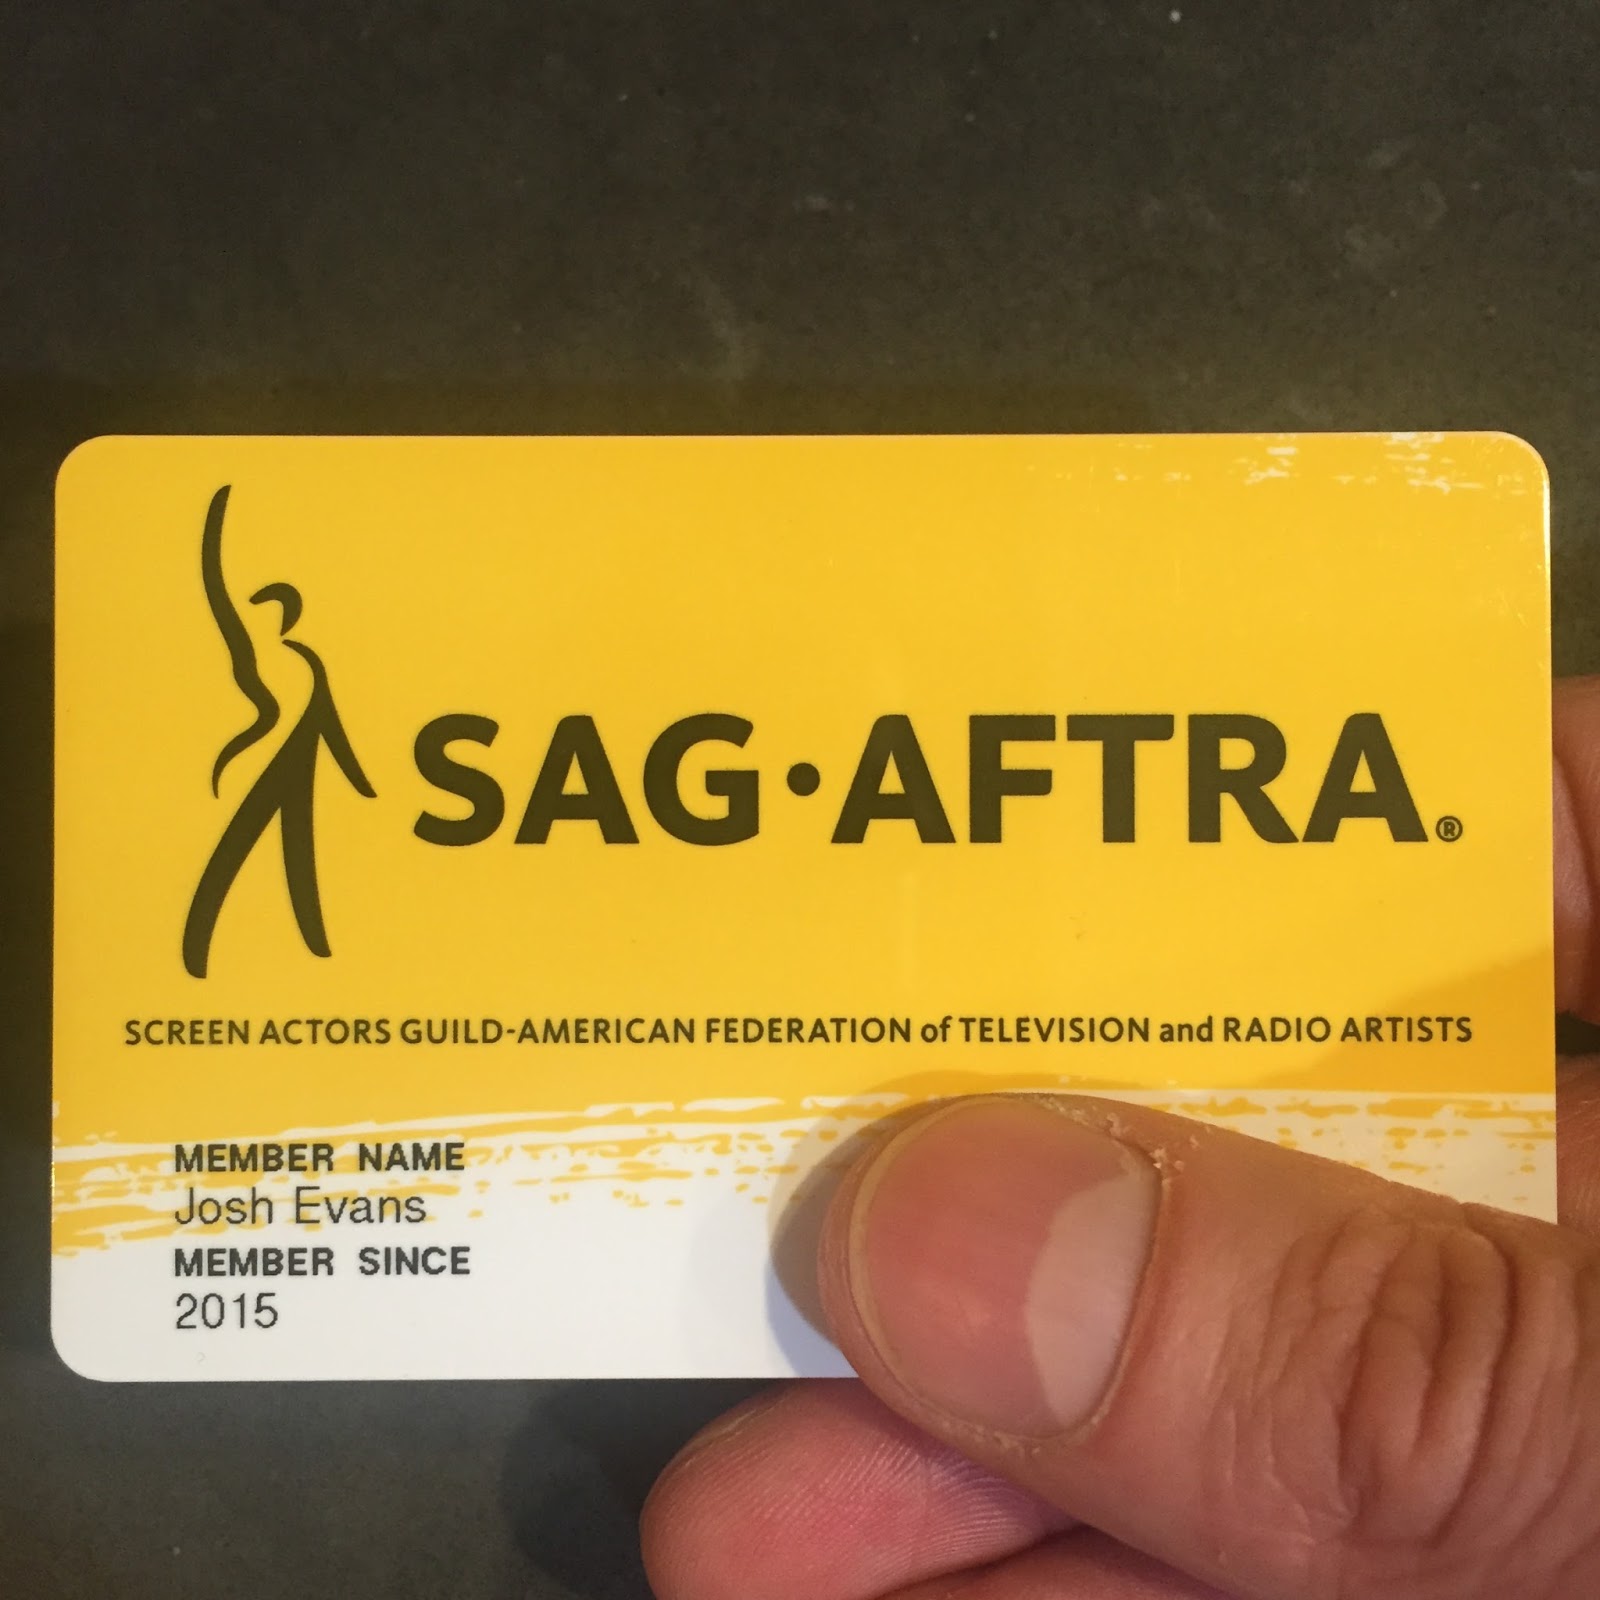 SAG·AFTRA®
SCREEN ACTORS GUILD-AMERICAN FEDERATION of TELEVISION and RADIO ARTISTS
MEMBER NAME
Josh Evans
MEMBER SINCE
2015